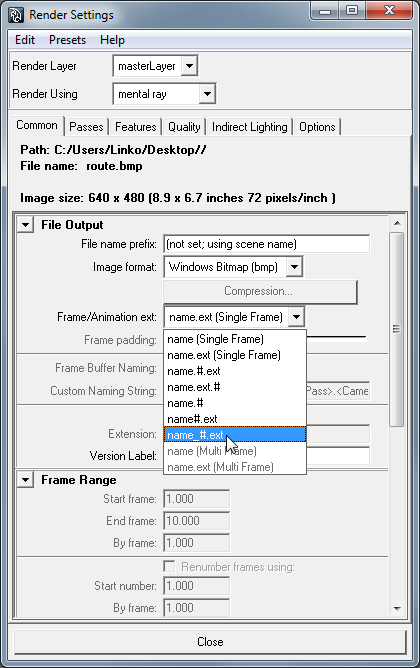 Render Settings
Edit Presets Help
Render Layer masterLayer
Render Using mental ray
Common Passes Features Quality Indirect Lighting Options
Path: C:/Users/Linko/Desktop//
File name: route.bmp
Image size: 640 x 480 (8.9 x 6.7 inches 72 pixels/inch )
File Output
File name prefix: (not set; using scene name)
Image format: Windows Bitmap (bmp)
Compression...
Frame/Animation ext: name.ext (Single Frame)
Frame padding:
name (Single Frame)
name.ext (Single Frame)
name.#.ext
Frame Buffer Naming:
name.ext.#
Custom Naming String: Pass>.<Came
name.#
name#.ext
Extension:
name_#.ext
Version Label:
name (Multi Frame)
name.ext (Multi Frame)
Frame Range
Start frame: 1.000
End frame: 10.000
By frame: 1.000
Renumber frames using:
Start number: 1.000
By frame: 1.000
Close